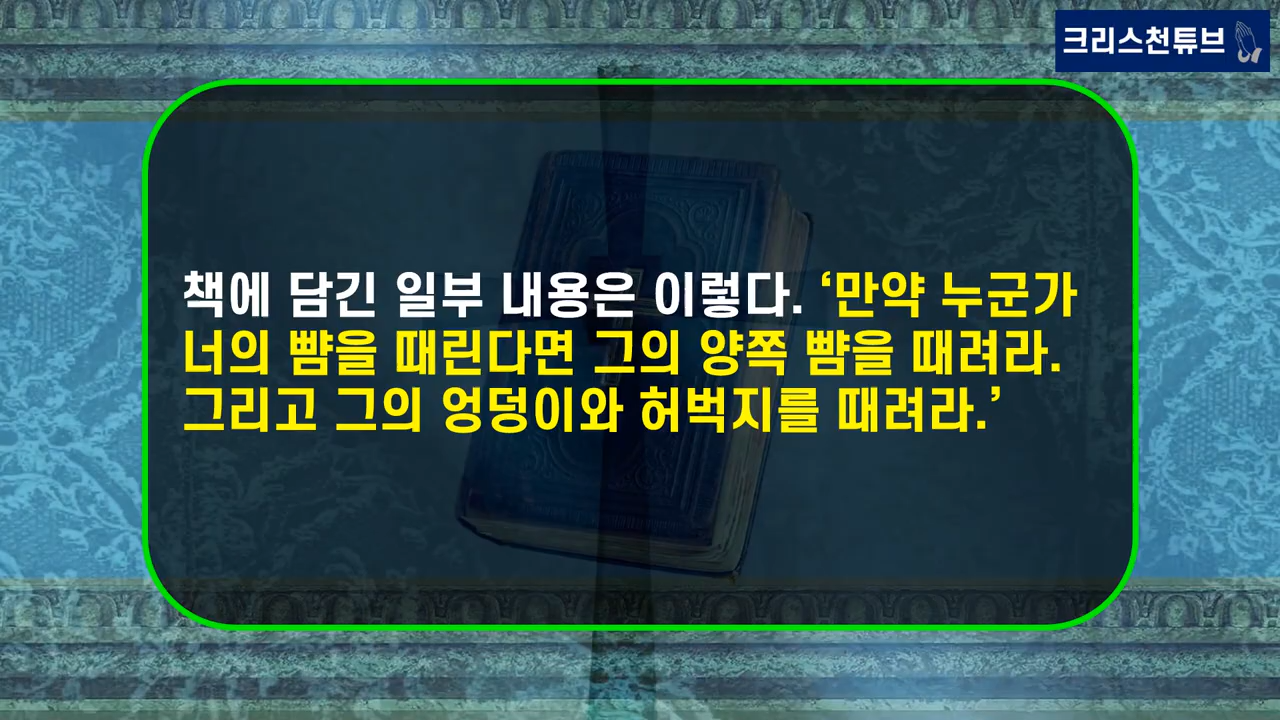 크리스천튜브
책에 담긴 일부 내용은 이렇다. ‘만약 누군가
너의 뺨을 때린다면 그의 양쪽 뺨을 때려라.
그리고 그의 엉덩이와 허벅지를 때려라.’